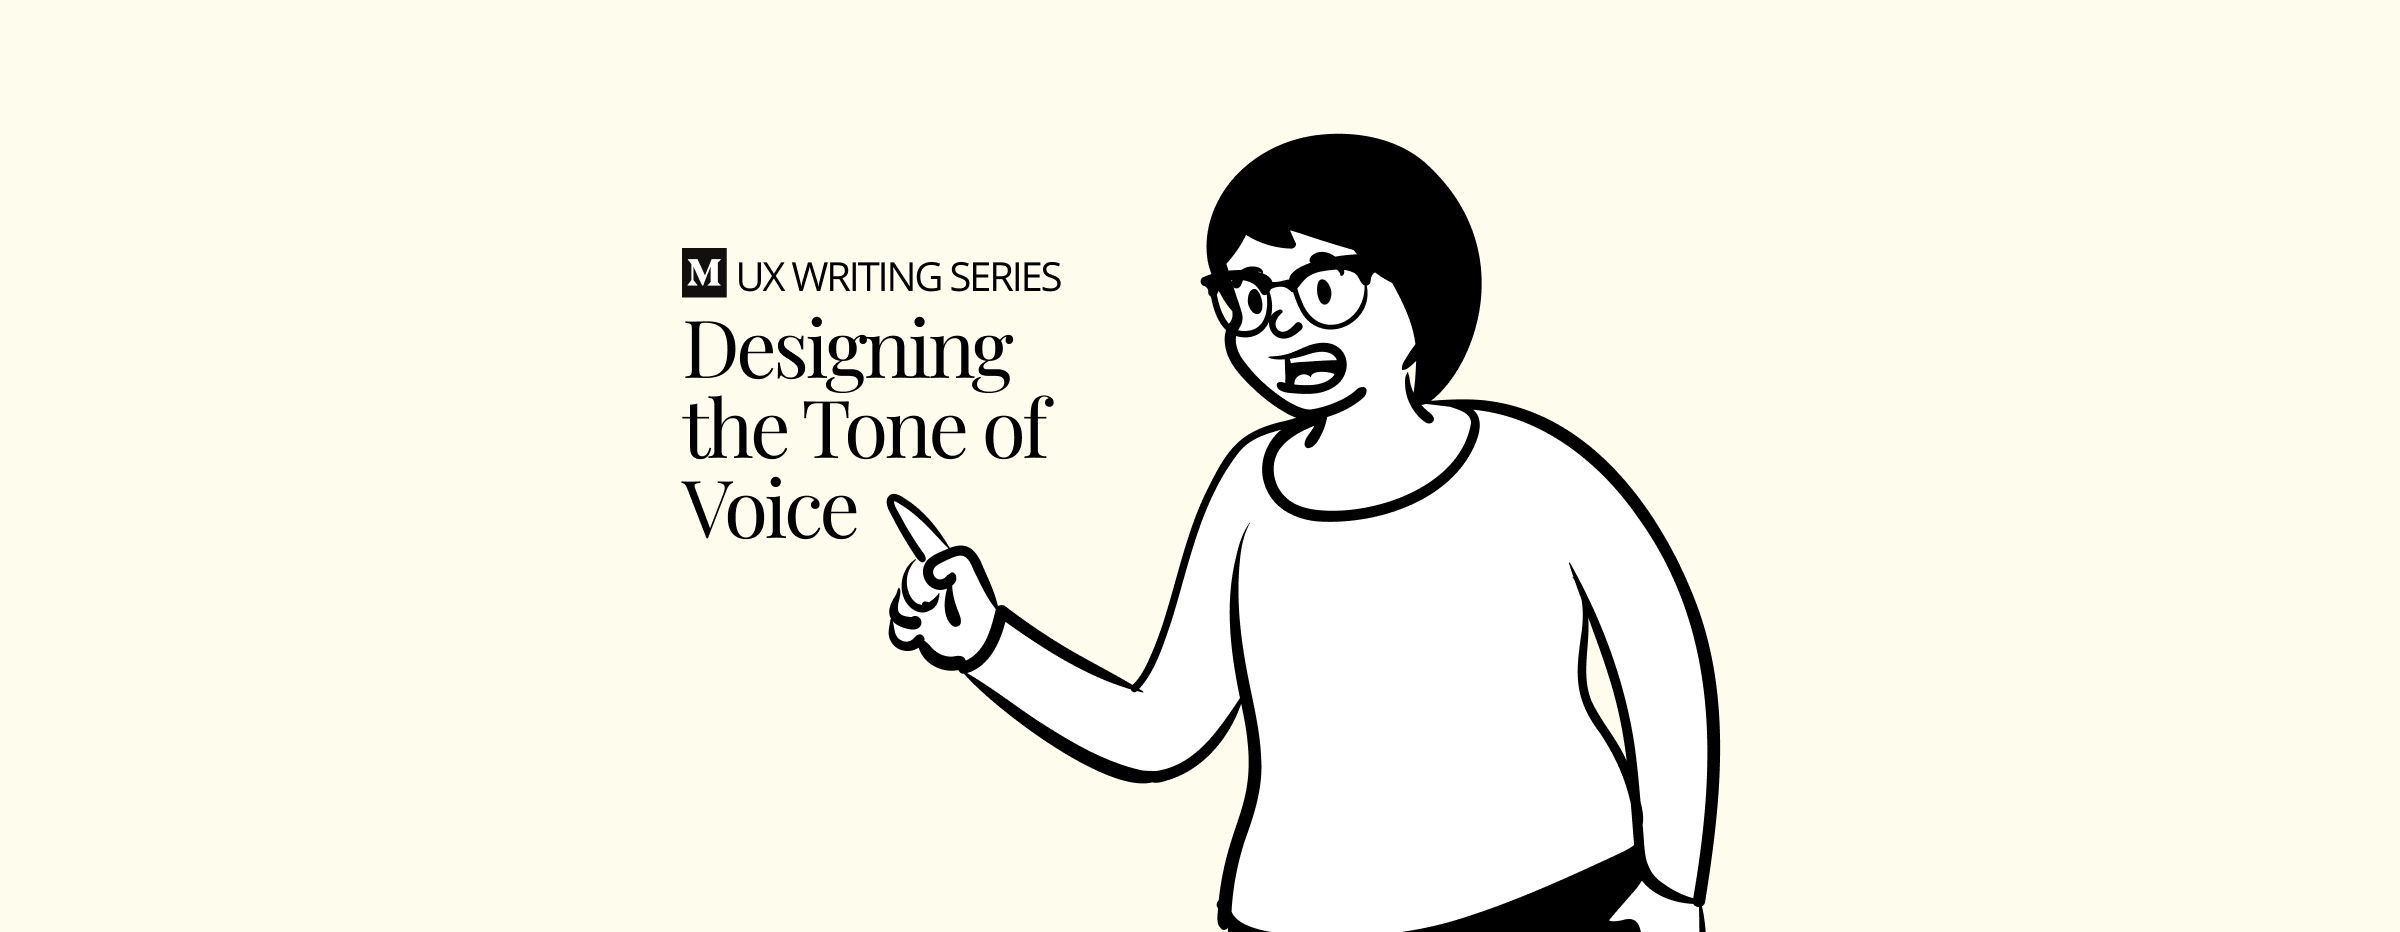 M UX WRITING SERIES
Designing
the Tone of
Voice